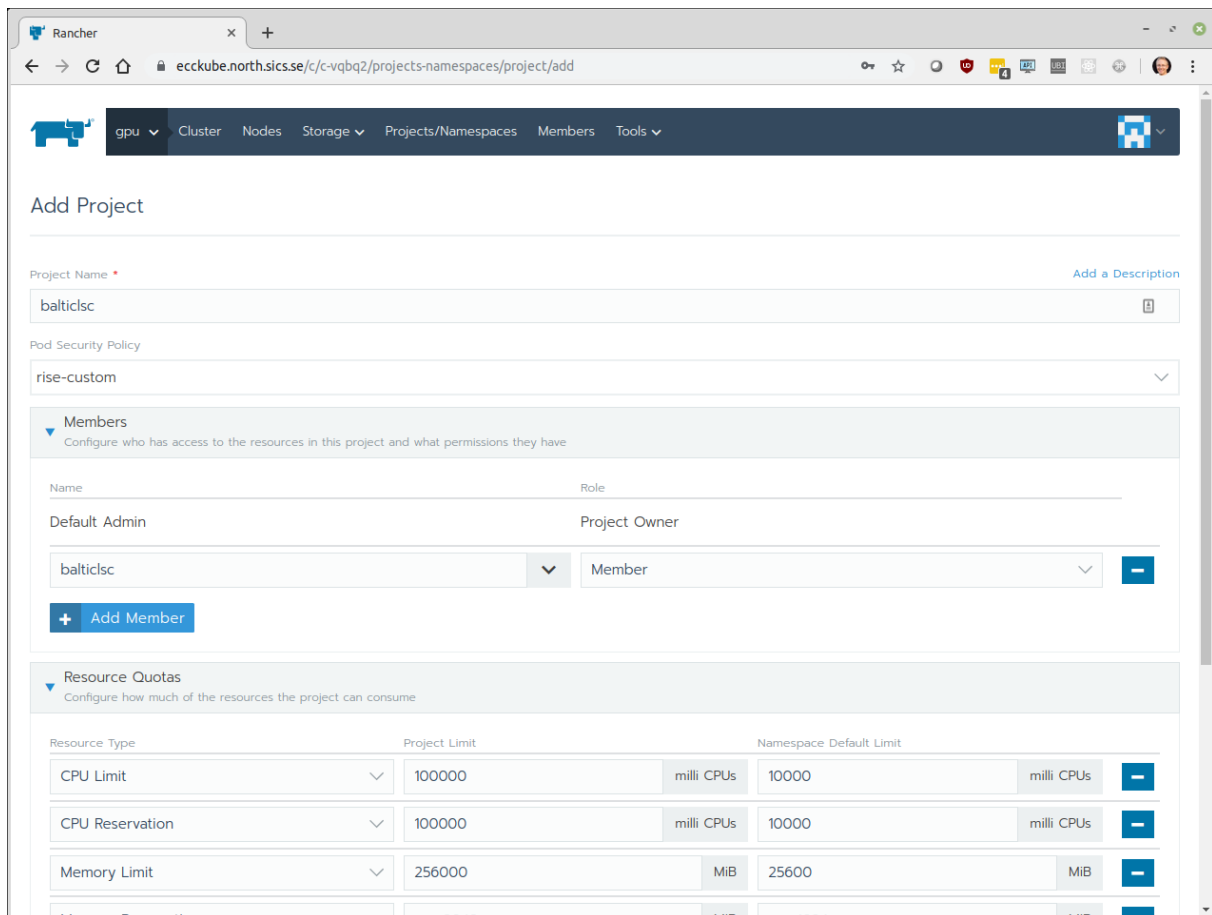 Rancher
ecckube.north.sics.se/c/c-vqbq2/projects-namespaces/project/add
4
gpu Cluster Nodes Storage Projects/Namespaces Members Tools
Add Project
Project Name * Add a Description
balticlsc
Pod Security Policy
rise-custom
Members
Configure who has access to the resources in this project and what permissions they have
Name Role
Default Admin Project Owner
balticlsc Member
+ Add Member
Resource Quotas
Configure how much of the resources the project can consume
Resource Type Project Limit Namespace Default Limit
CPU Limit 100000 milli CPUs 10000 milli CPUs
CPU Reservation 100000 milli CPUs 10000 milli CPUs
Memory Limit 256000 MiB 25600 MiB